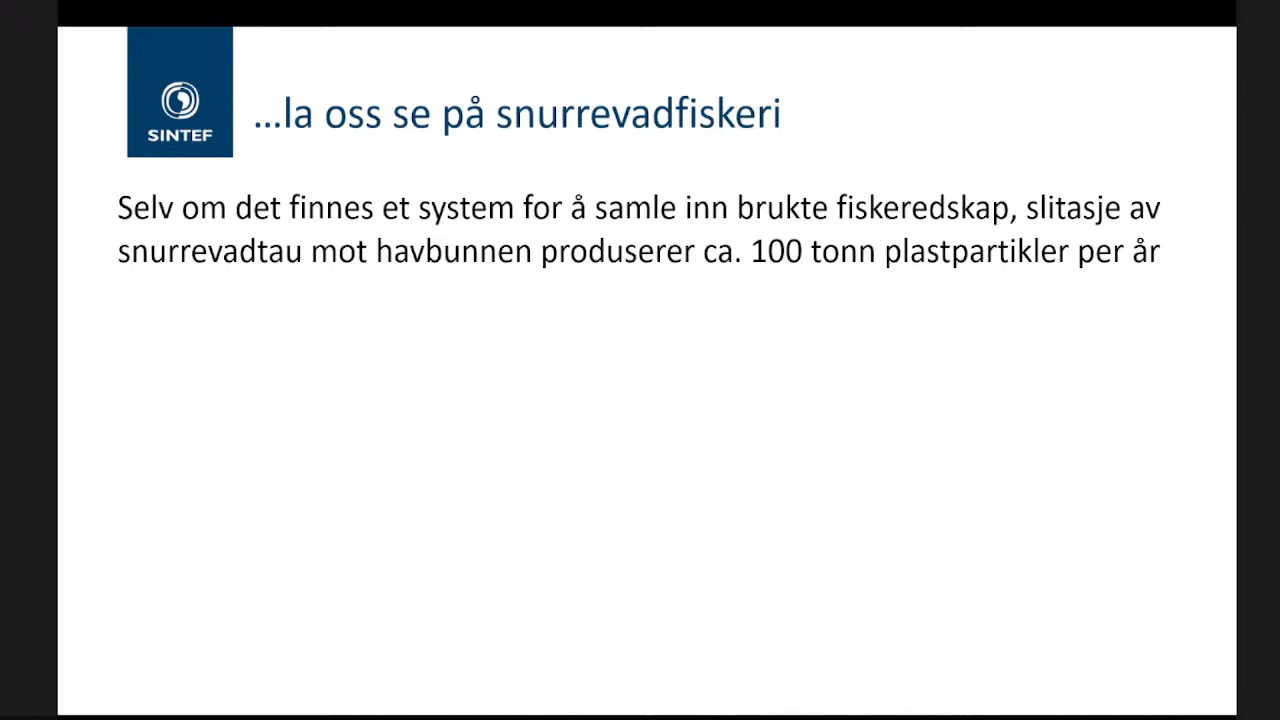 SINTEF
...la oss se på snurrevadfiskeri
Selv om det finnes et system for å samle inn brukte fiskeredskap, slitasje av
snurrevadtau mot havbunnen produserer ca. 100 tonn plastpartikler per år